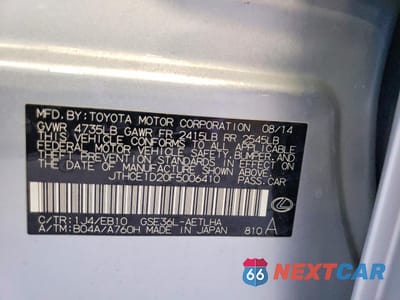 MFD.BY:TOYOTA MOTOR CORPORATION 08/14
GVWR 4735LB GAWR FR 2415LB RR 2545LB
THIS VEHICLE CONFORMS TO ALL APPLICABLE
FEDERAL MOTOR VEHICLE SAFETY, BUMPER, AND
THEFT PREVENTION STANDARDS IN EFFECT ON
THE DATE OF MANUFACTURE SHOWN ABOVE.
JTHCE1D20F5006410
C/TR:1J4/EB10 GSE36L-AETLHA
A/TM:B04A/A760H MADE IN JAPAN 810 A
66 NEXTCAR